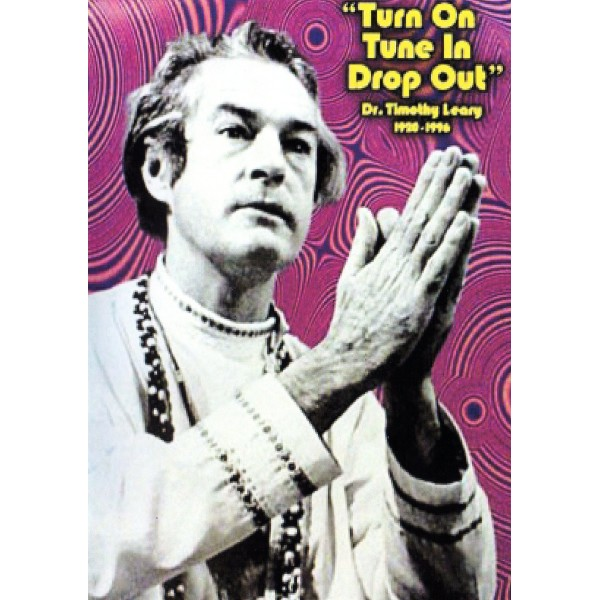 “Turn On
Tune In
Drop Out”
Dr. Timothy Leary
1920-1996